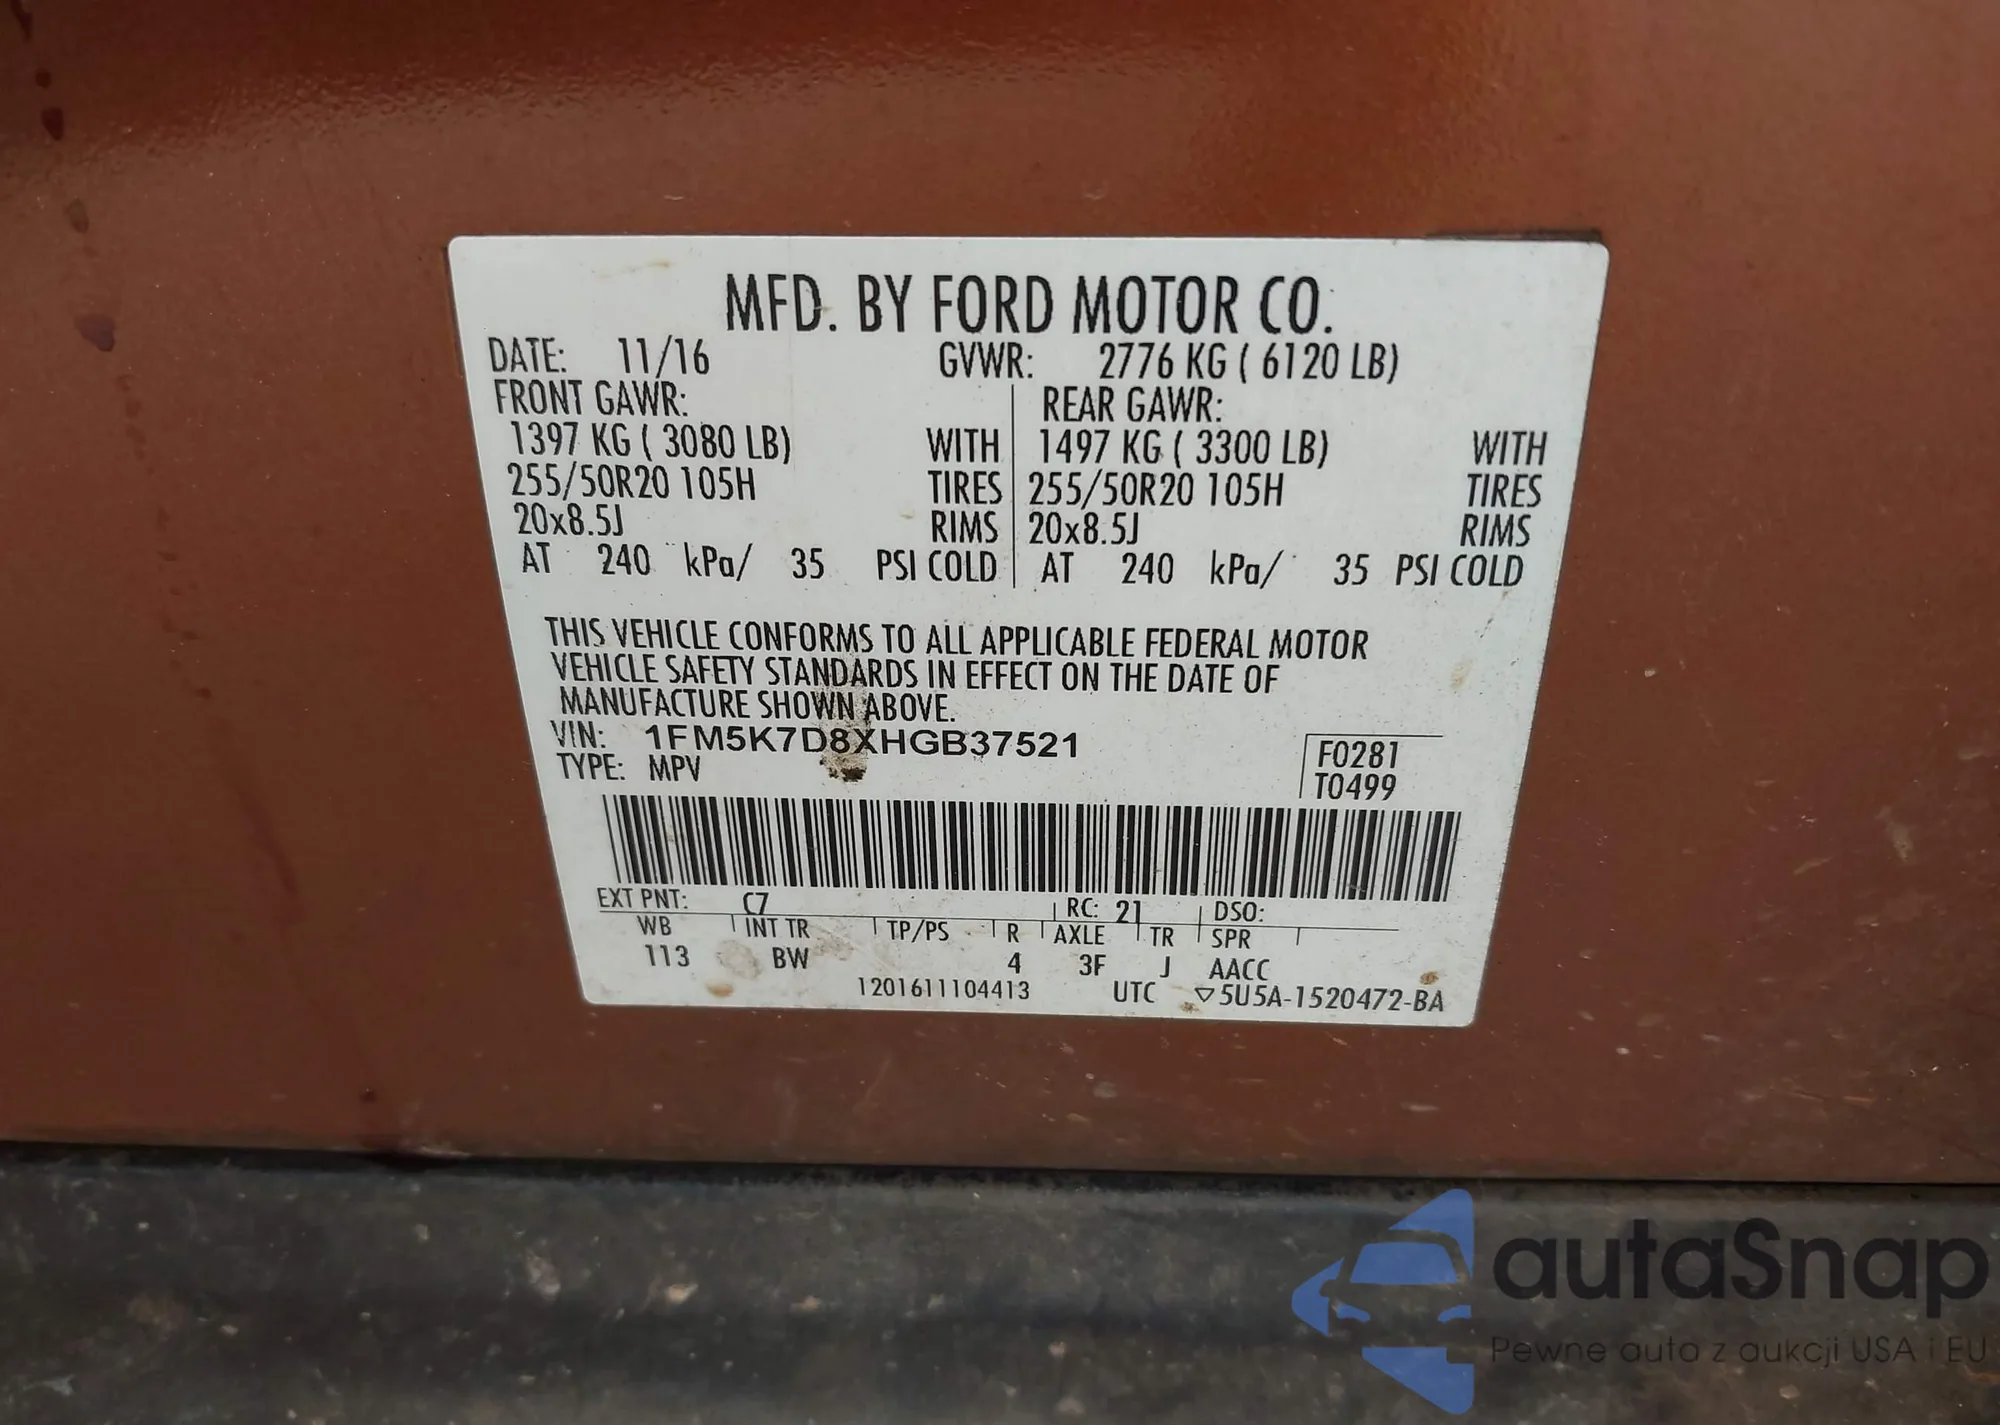 MFD. BY FORD MOTOR CO.
DATE: 11/16 GVWR: 2776 KG ( 6120 LB)
FRONT GAWR: REAR GAWR:
1397 KG ( 3080 LB) WITH 1497 KG ( 3300 LB) WITH
255/50R20 105H TIRES 255/50R20 105H TIRES
20x8.5J RIMS 20x8.5J RIMS
AT 240 kPa/ 35 PSI COLD AT 240 kPa/ 35 PSI COLD
THIS VEHICLE CONFORMS TO ALL APPLICABLE FEDERAL MOTOR
VEHICLE SAFETY STANDARDS IN EFFECT ON THE DATE OF
MANUFACTURE SHOWN ABOVE.
VIN: 1FM5K7D8XHGB37521 F0281
TYPE: MPV T0499
EXT PNT: C7 RC: 21 DSO:
WB INT TR TP/PS R AXLE TR SPR
113 BW 4 3F J AACC
1201611104413 UTC ▽5U5A-1520472-BA
autaSnap
Pewne auta z aukcji USA i EU